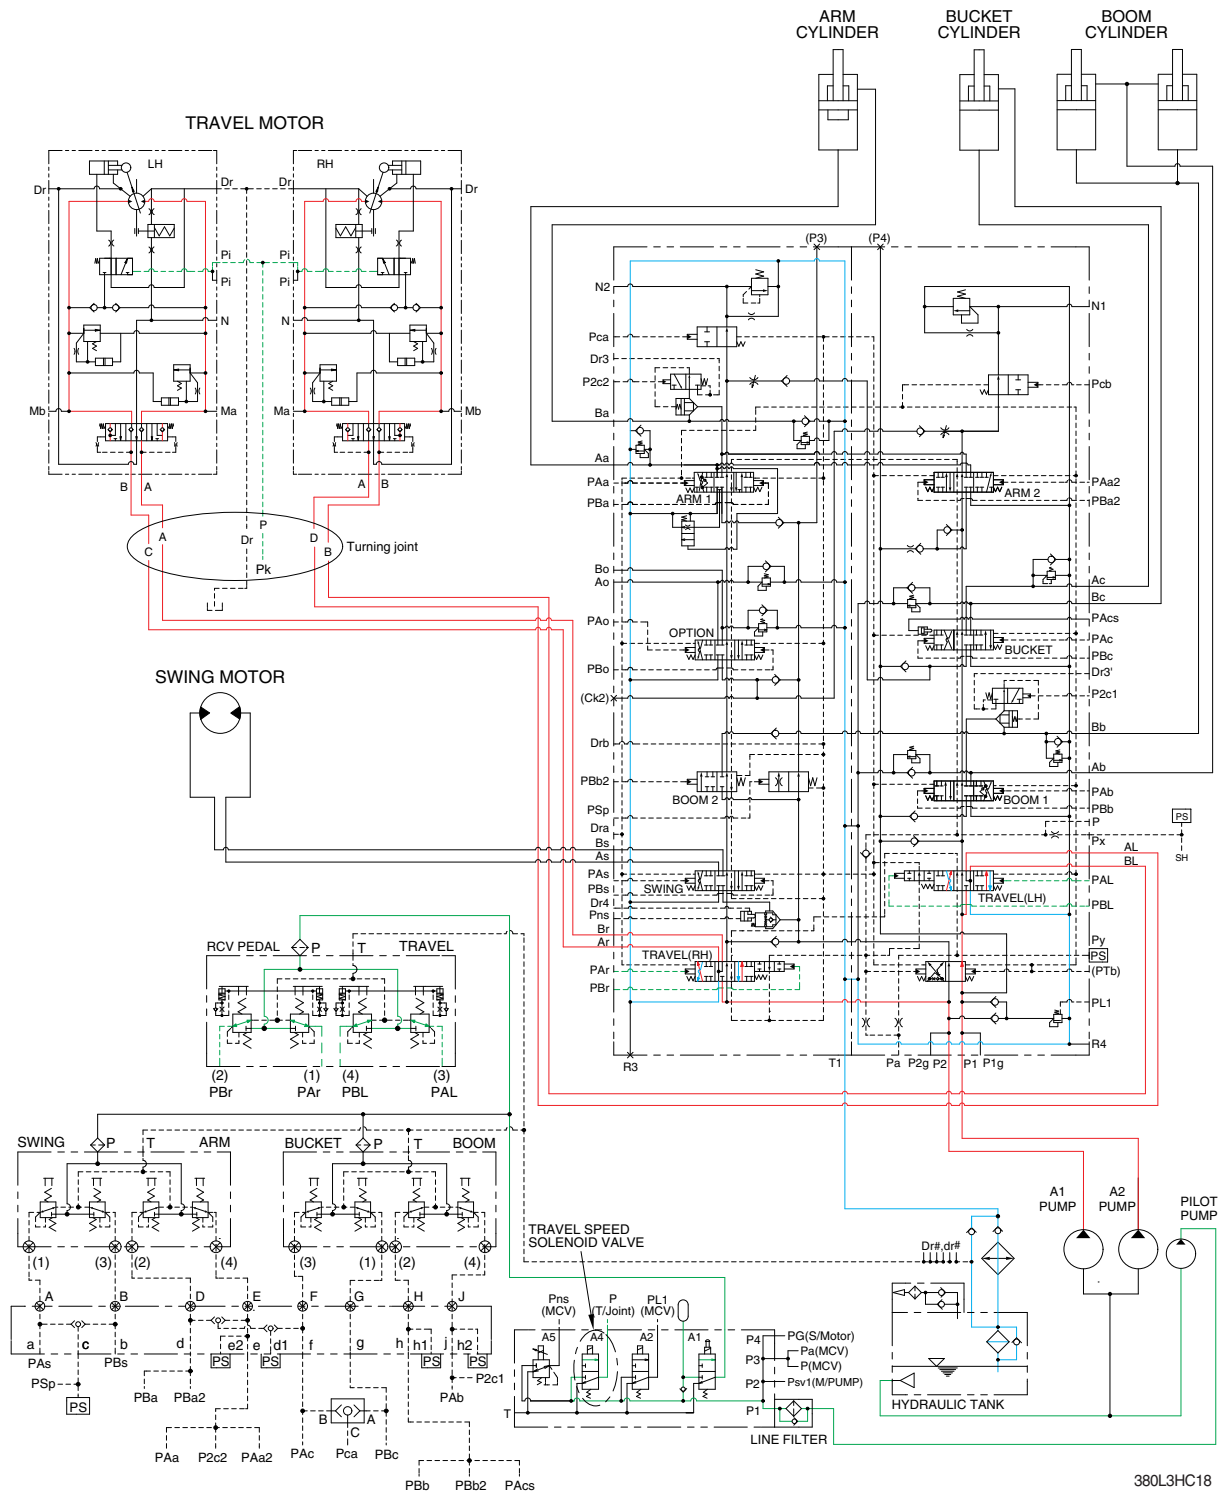 ARM
CYLINDER
BUCKET
CYLINDER
BOOM
CYLINDER
TRAVEL MOTOR
LH
RH
Dr
Dr
Dr
Dr
Pi
Pi
Pi
Pi
N
N
Mb
Ma
Ma
Mb
B A
A B
P
C A
Dr
D B
Pk
Turning joint
SWING MOTOR
(P3)
(P4)
N2
N1
Pca
Dr3
P2c2
Pcb
Ba
Aa
PAa
ARM 1
PBa
ARM 2
PAa2
PBa2
Bo
Ao
PAo
OPTION
PBo
(Ck2)
Ac
Bc
PAcs
PAc
BUCKET
PBc
Dr3'
P2c1
Bb
Drb
PBb2
BOOM 2
PSp
Dra
Bs
As
Ab
PAb
BOOM 1
PBb
P
Px
PS
SH
AL
BL
PAs
PBs
SWING
Dr4
Pns
Br
Ar
TRAVEL(RH)
PAr
PBr
PAL
TRAVEL(LH)
PBL
Py
PS
(PTb)
PL1
R4
R3
T1
Pa
P2g
P2
P1
P1g
RCV PEDAL
P
T
TRAVEL
(2)
(1)
(4)
(3)
PBr
PAr
PBL
PAL
SWING
P
T
ARM
BUCKET
P
T
BOOM
(1)
(3)
(2)
(4)
(3)
(1)
(2)
(4)
A
B
D
E
F
G
H
J
a
c
b
d
e2
e
d1
f
g
h
h1
j
h2
PS
PS
PS
PS
PAs
PBs
PSp
PS
PBa
PBa2
PAa
P2c2
PAa2
PAc
B
A
C
Pca
PBc
PAb
P2c1
PBb
PBb2
PAcs
TRAVEL SPEED
SOLENOID VALVE
Pns
(MCV)
P
(T/Joint)
PL1
(MCV)
A5
A4
A2
A1
T
P4
P3
P2
P1
PG(S/Motor)
Pa(MCV)
P(MCV)
Psv1(M/PUMP)
LINE FILTER
Dr#,dr#
A1
PUMP
A2
PUMP
PILOT
PUMP
HYDRAULIC TANK
380L3HC18